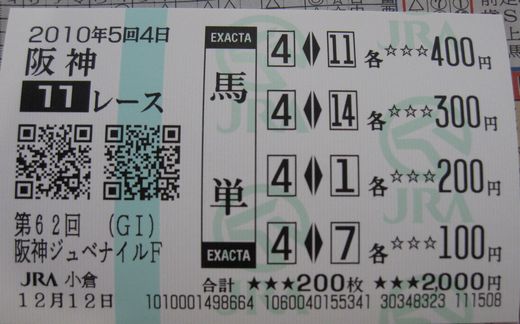 2010年5回4日
阪神
11レース
第62回 (GI)
阪神ジュベナイルF
JRA 小倉
12月12日
EXACTA
馬単
EXACTA
4 11 各☆☆☆400円
4 14 各☆☆☆300円
4 1 各☆☆☆200円
4 7 各☆☆☆100円
合計 ★★★200枚 ★★★2,000円
1010001498664 1060040155341 30348323 111508
JRA
JRA
JRA